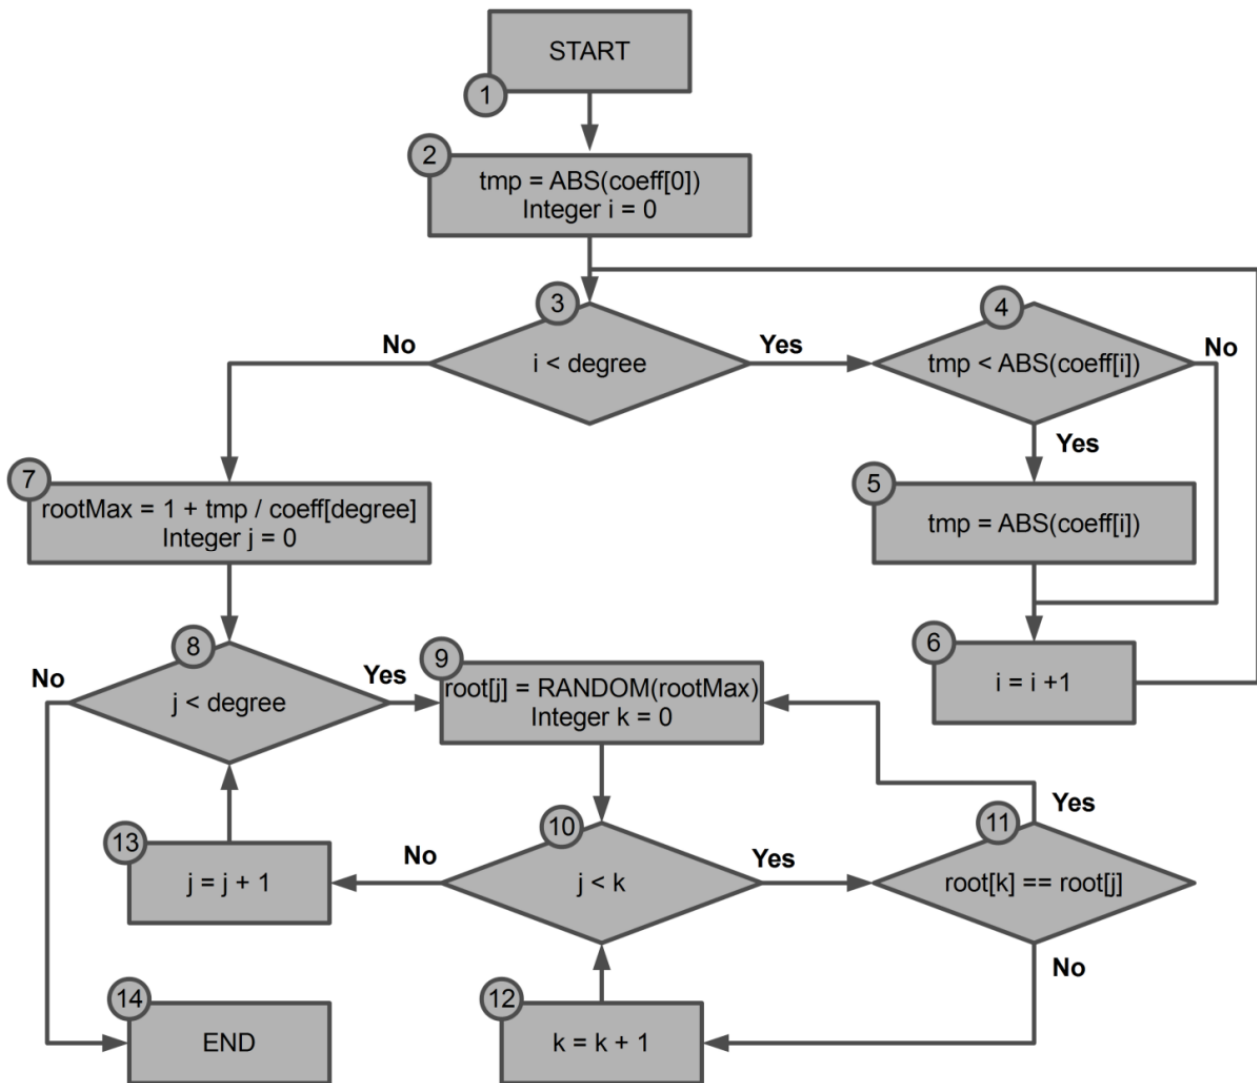 START
1
2
tmp = ABS(coeff[0])
Integer i = 0
3
i < degree
No
Yes
4
tmp < ABS(coeff[i])
No
Yes
5
tmp = ABS(coeff[i])
6
i = i +1
7
rootMax = 1 + tmp / coeff[degree]
Integer j = 0
8
j < degree
No
Yes
9
root[j] = RANDOM(rootMax)
Integer k = 0
10
j < k
No
Yes
11
root[k] == root[j]
Yes
No
13
j = j + 1
12
k = k + 1
14
END